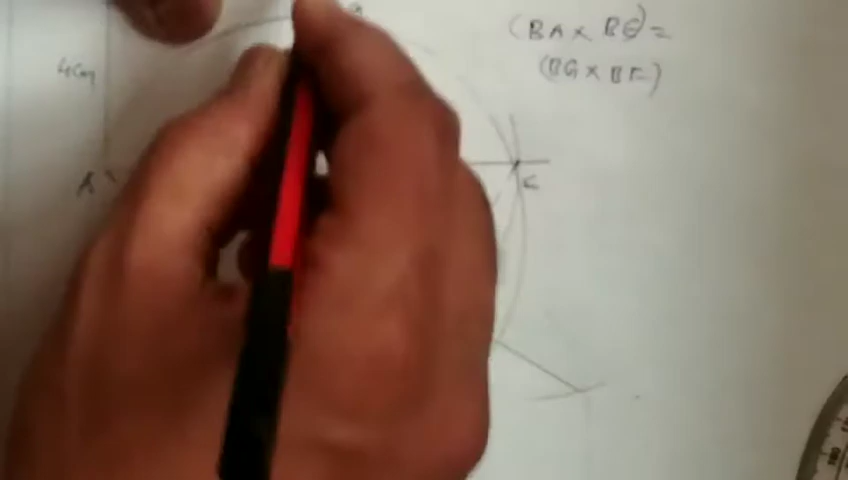 (BA x BE) =
(BG x BF)
4cm
A
C